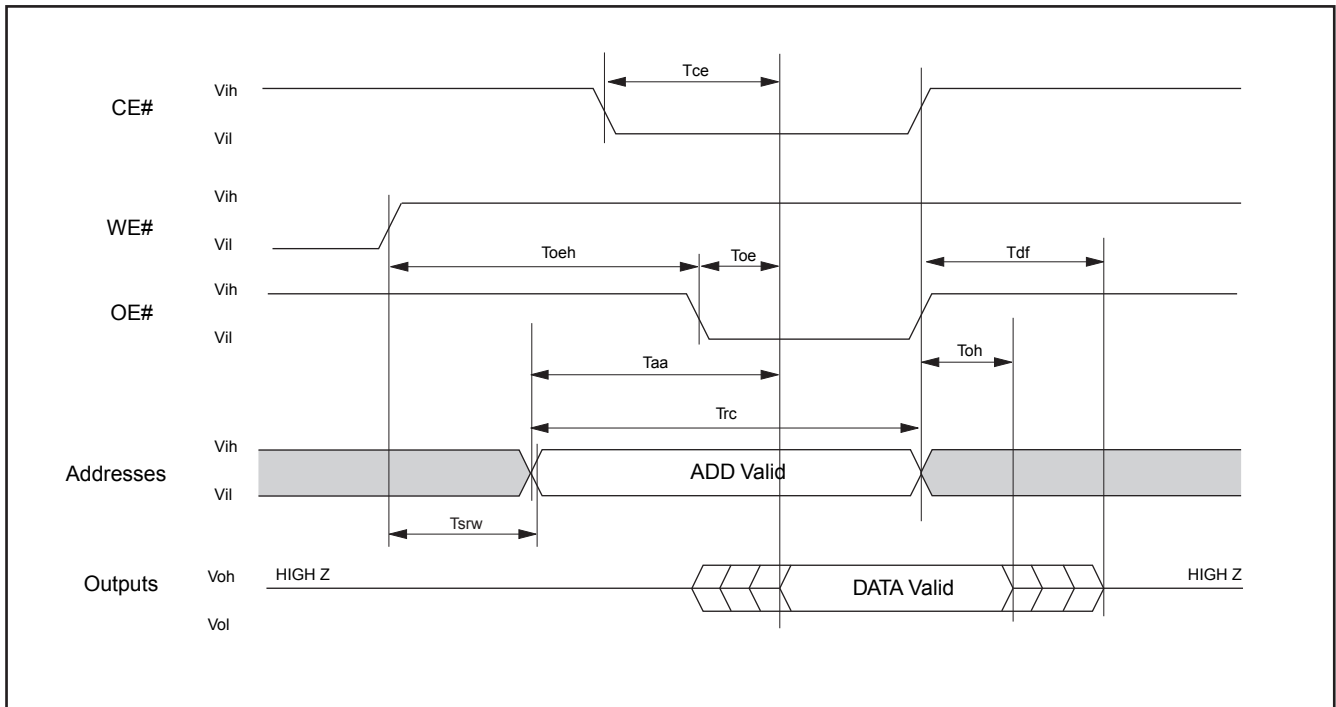 Tce
CE#
Vih
Vil
WE#
Vih
Vil
Toeh
Toe
Tdf
OE#
Vih
Vil
Taa
Toh
Trc
Addresses
Vih
Vil
ADD Valid
Tsrw
Outputs
Voh
Vol
HIGH Z
DATA Valid
HIGH Z